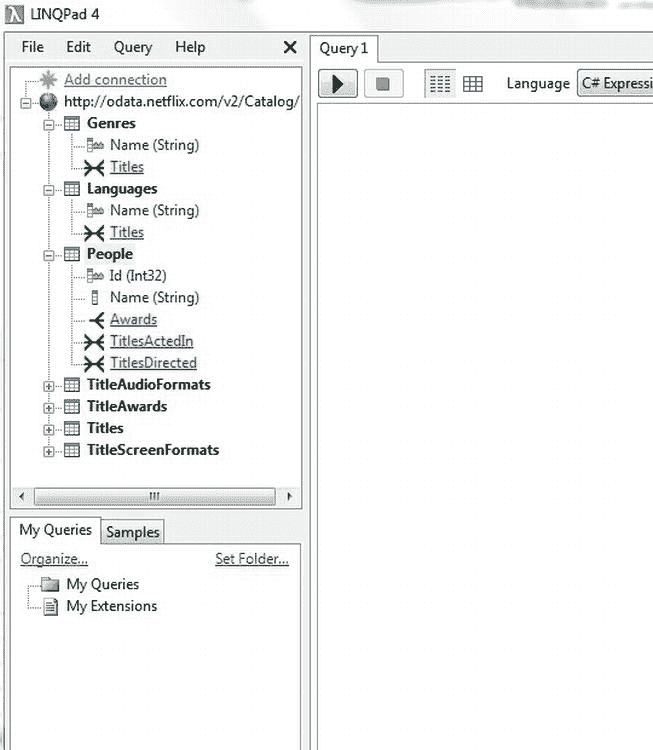 LINQPad 4
File Edit Query Help
Query 1
Add connection
http://odata.netflix.com/v2/Catalog/
Genres
Name (String)
Titles
Languages
Name (String)
Titles
People
Id (Int32)
Name (String)
Awards
TitlesActedIn
TitlesDirected
TitleAudioFormats
TitleAwards
Titles
TitleScreenFormats
Language C# Expressi
My Queries Samples
Organize... Set Folder...
My Queries
My Extensions